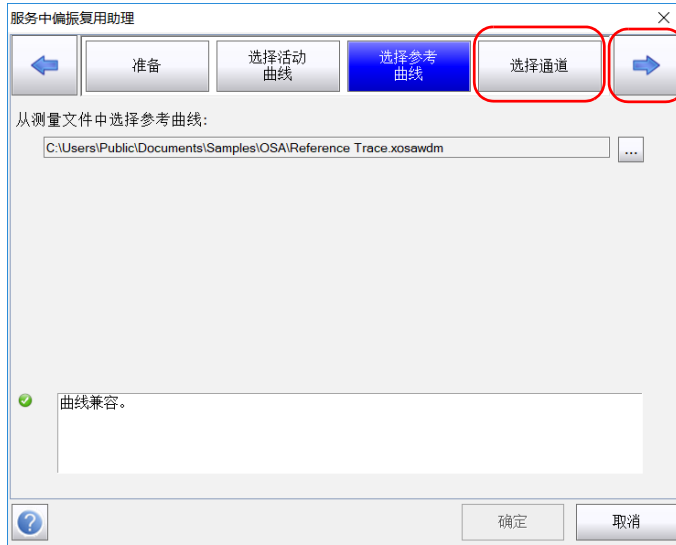 服务中偏振复用助理
准备
选择活动
曲线
选择参考
曲线
选择通道
从测量文件中选择参考曲线:
C:\Users\Public\Documents\Samples\OSA\Reference Trace.xosawdm
...
曲线兼容。
确定
取消